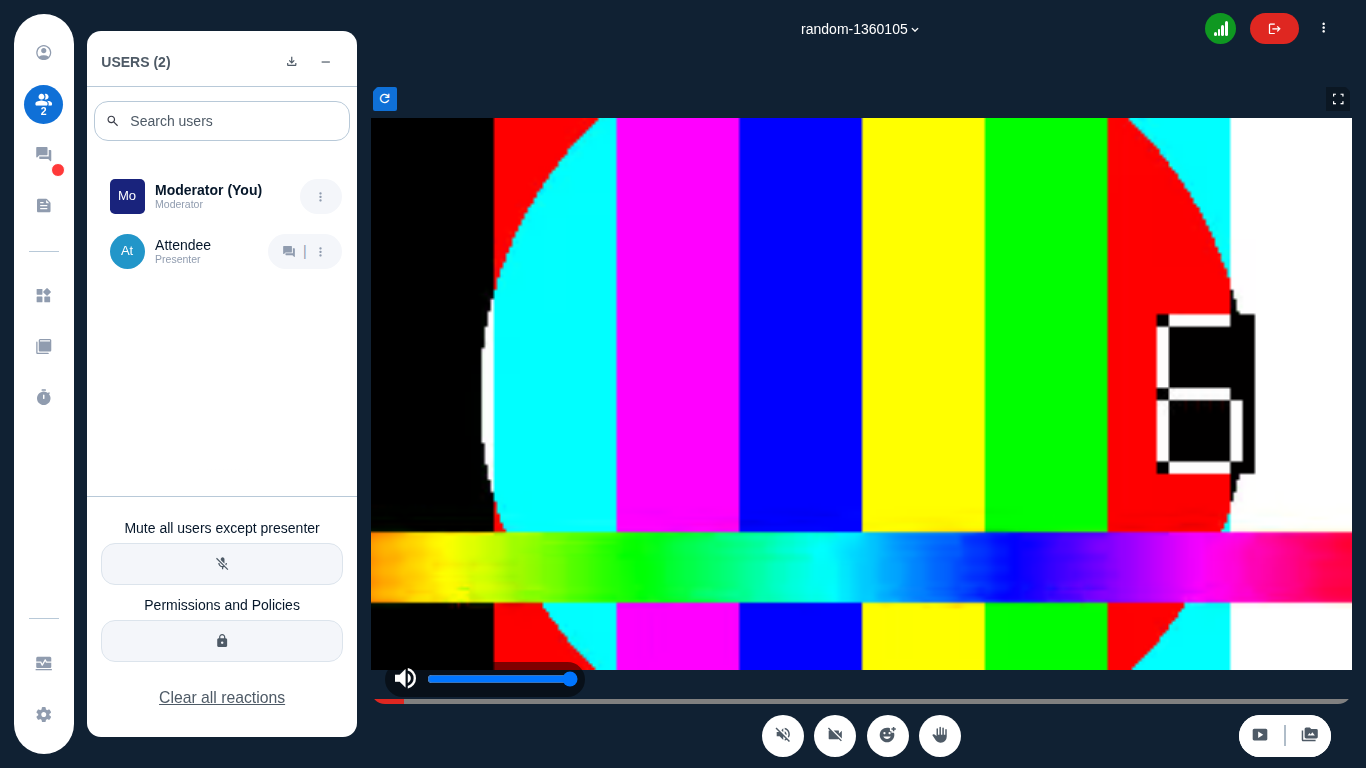 random-1360105
USERS (2)
2
Search users
Mo
Moderator (You)
Moderator
At
Attendee
Presenter
Mute all users except presenter
Permissions and Policies
Clear all reactions